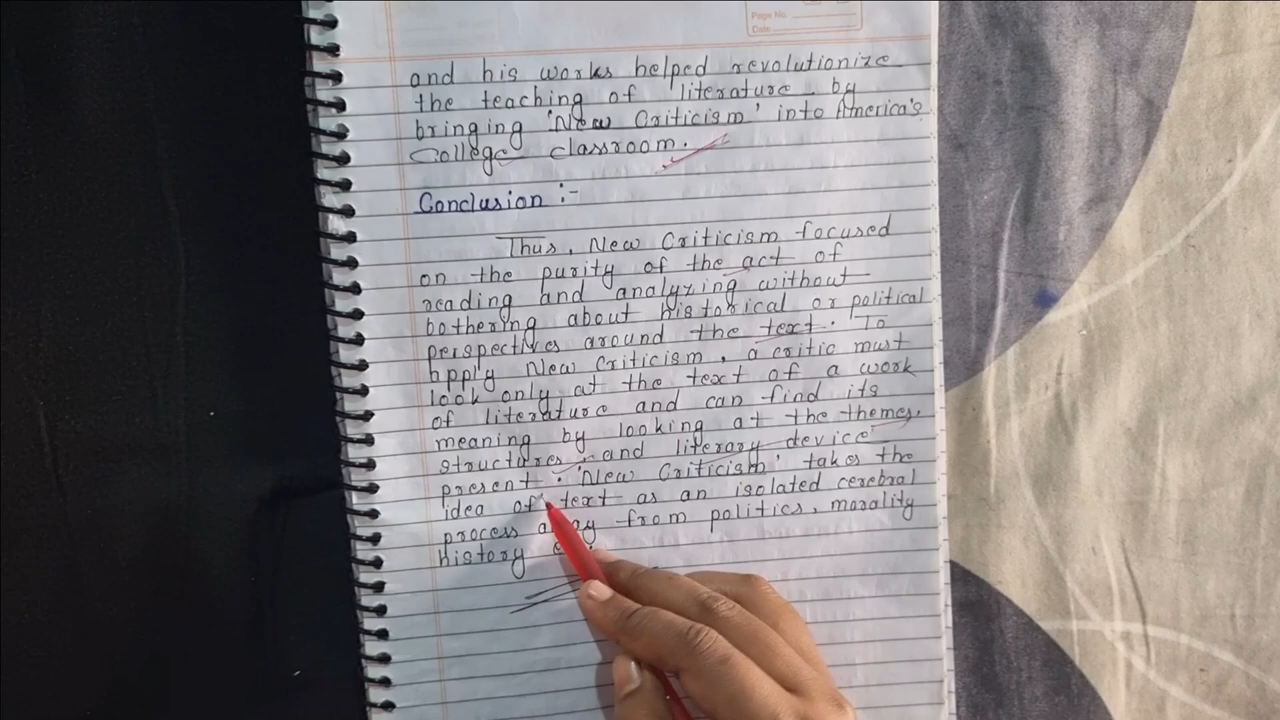 Page No.
Date
and his works helped revolutionize
the teaching of literature, by
bringing 'New Criticism' into America's
College classroom.
Conclusion :-
Thus, New Criticism focused
on the purity of the act of
reading and analyzing without
bothering about historical or political
perspectives around the text. To
apply New Criticism, a critic must
look only at the text of a work
of literature and can find its
meaning by looking at the themes,
structures and literary device
present. 'New Criticism' takes the
idea of text as an isolated cerebral
process from politics, morality
history